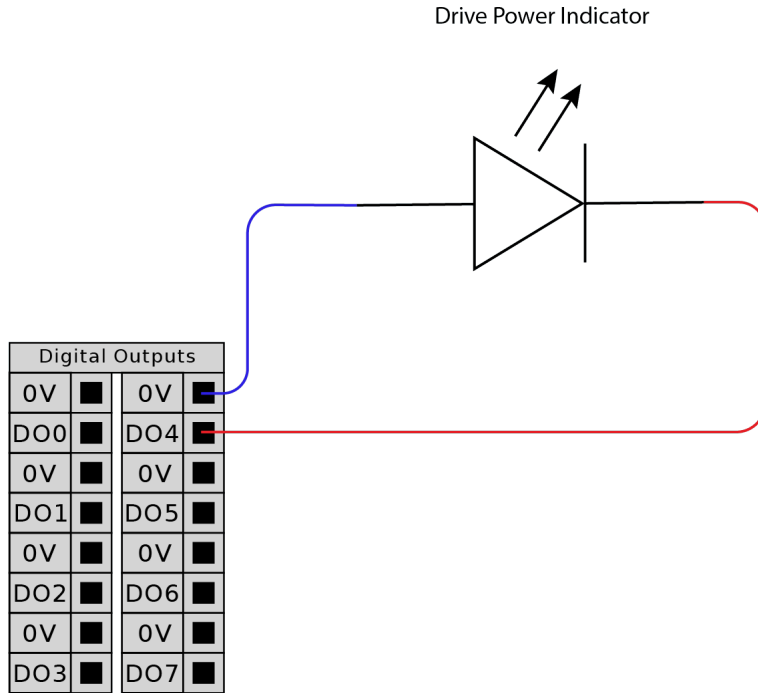 Drive Power Indicator
Digital Outputs
0V 0V
DO0 DO4
0V 0V
DO1 DO5
0V 0V
DO2 DO6
0V 0V
DO3 DO7